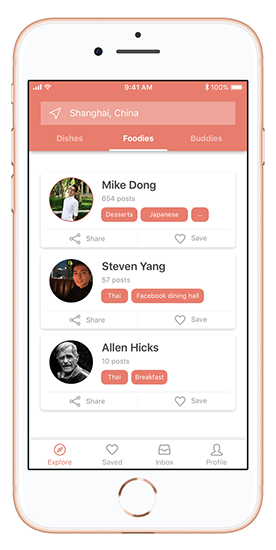 9:41 AM 100%
Shanghai, China
Dishes Foodies Buddies
Mike Dong
654 posts
Desserts Japanese ...
Share Save
Steven Yang
57 posts
Thai Facebook dining hall
Share Save
Allen Hicks
10 posts
Thai Breakfast
Share Save
Explore Saved Inbox Profile